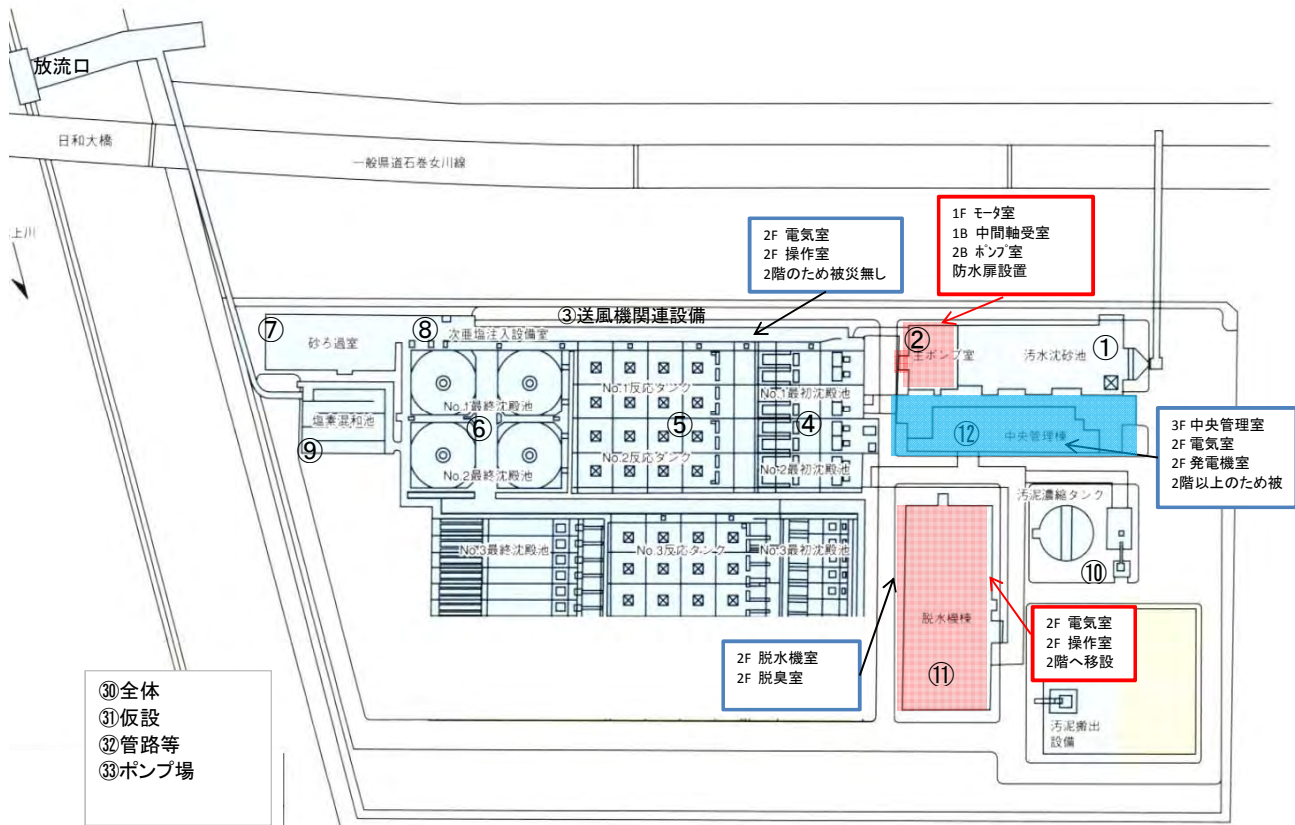 放流口
日和大橋
一般県道石巻女川線
上川
2F 電気室
2F 操作室
2階のため被災無し
1F モータ室
1B 中間軸受室
2B ポンプ室
防水扉設置
③送風機関連設備
⑦
砂ろ過室
⑧
次亜塩注入設備室
②
主ポンプ室
汚水沈砂池
①
No.1最終沈殿池
No.1反応タンク
No.1最初沈殿池
塩素混和池
⑨
⑥
⑤
④
⑫
中央管理棟
3F 中央管理室
2F 電気室
2F 発電機室
2階以上のため被
No.2最終沈殿池
No.2反応タンク
No.2最初沈殿池
汚泥濃縮タンク
⑩
No.3最終沈殿池
No.3反応タンク
No.3最初沈殿池
脱水機棟
⑪
2F 脱水機室
2F 脱臭室
2F 電気室
2F 操作室
2階へ移設
汚泥搬出
設備
㉚全体
㉛仮設
㉜管路等
㉝ポンプ場